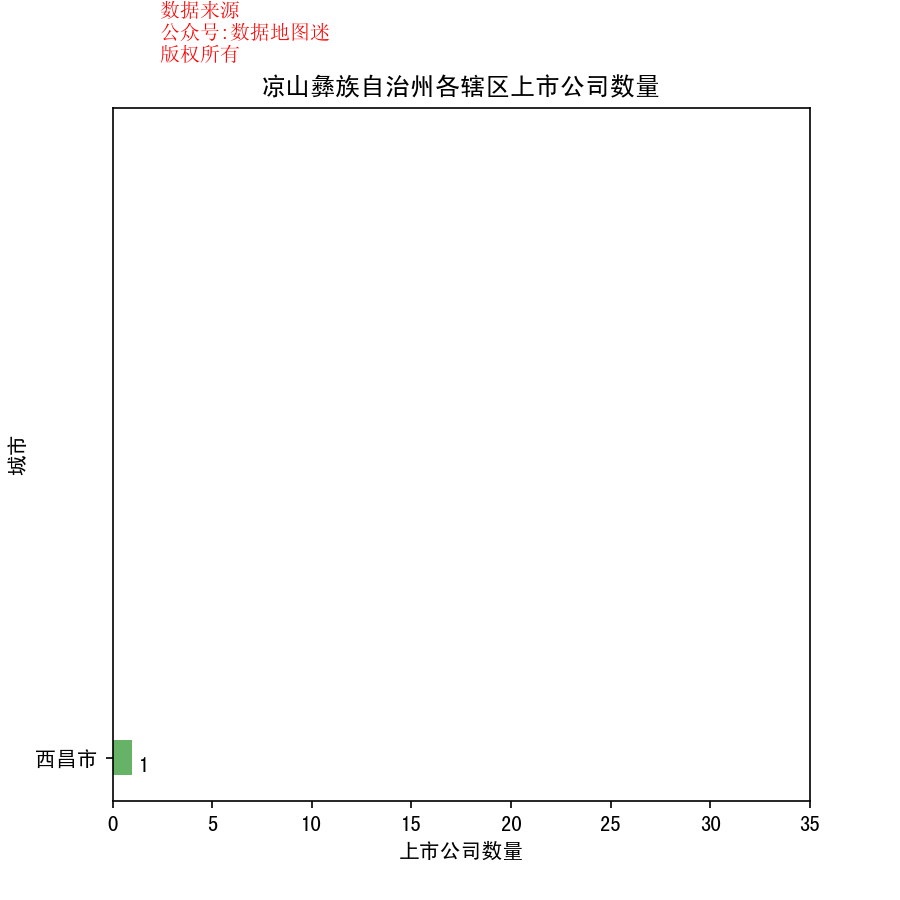 数据来源
公众号:数据地图迷
版权所有
凉山彝族自治州各辖区上市公司数量
城市
西昌市
1
0 5 10 15 20 25 30 35
上市公司数量